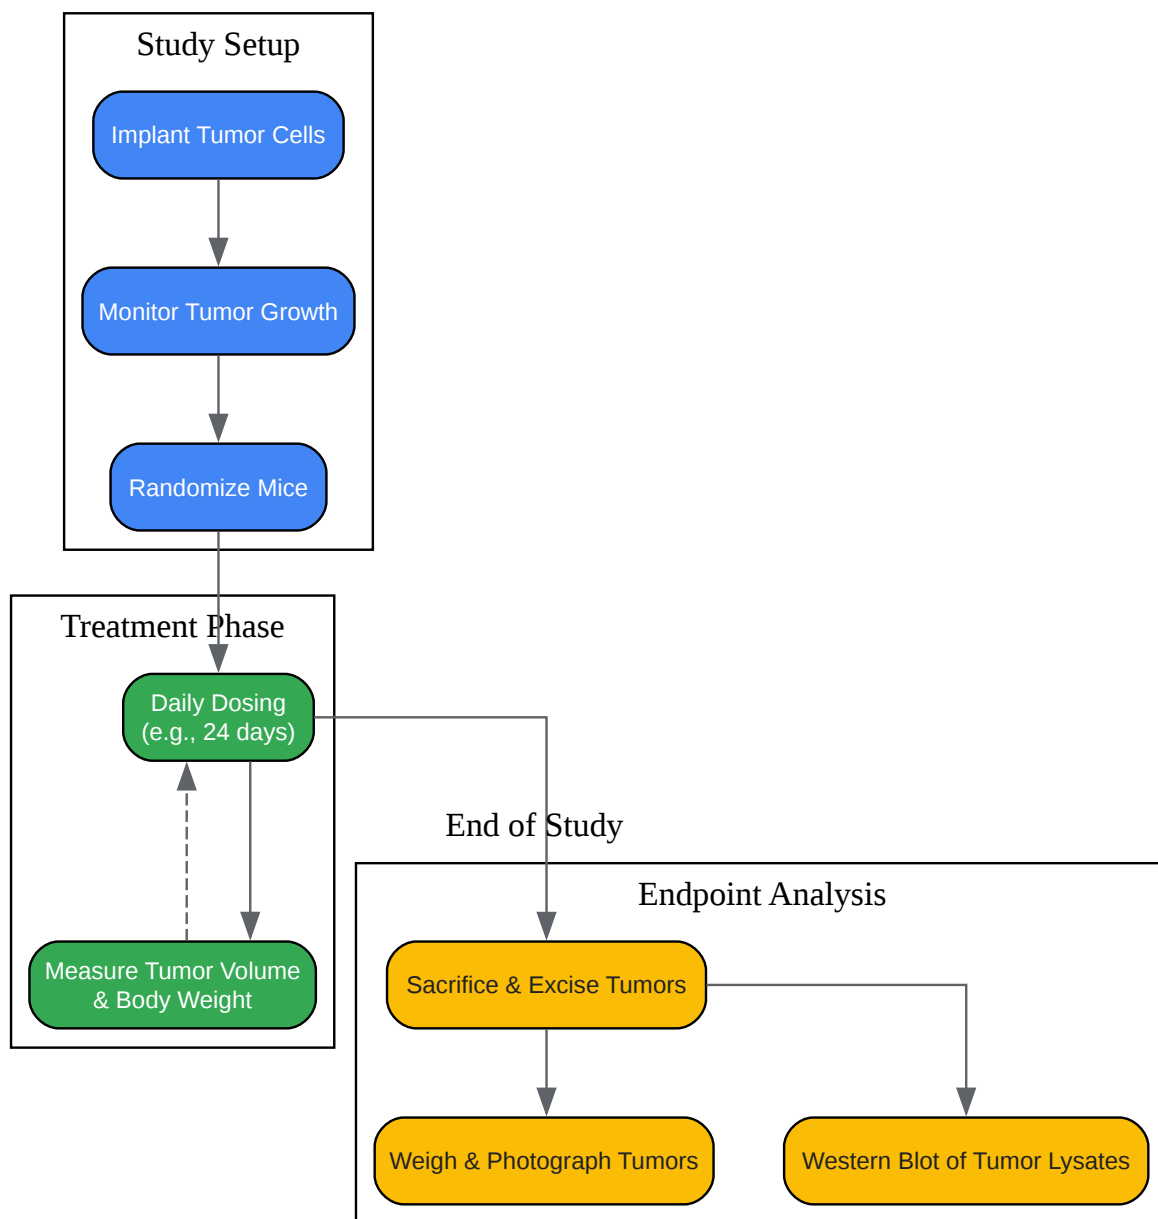 Study Setup
Implant Tumor Cells
Monitor Tumor Growth
Randomize Mice
Treatment Phase
Daily Dosing
(e.g., 24 days)
Measure Tumor Volume
& Body Weight
End of Study
Endpoint Analysis
Sacrifice & Excise Tumors
Weigh & Photograph Tumors
Western Blot of Tumor Lysates